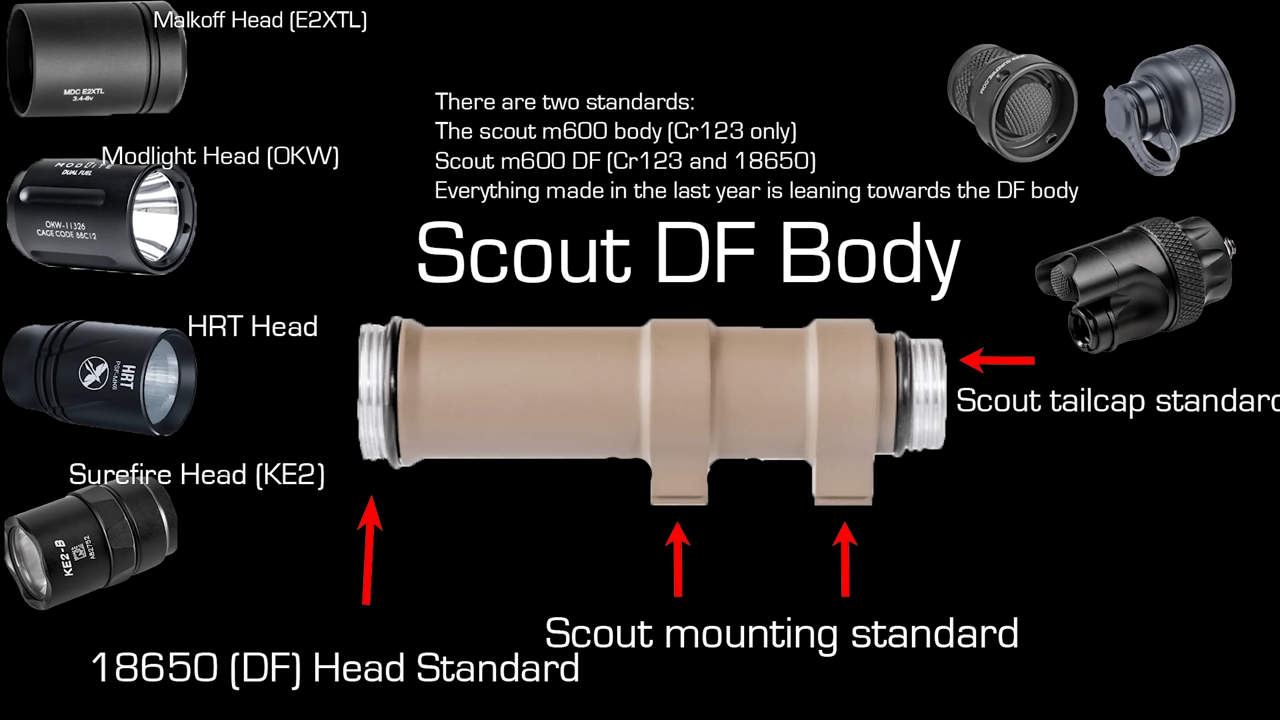 Malkoff Head (E2XTL)
MDC E2XTL
3.4-6v
Modlight Head (OKW)
MODLITE
DUAL FUEL
OKW-11326
CAGE CODE 88C12
HRT Head
HRT
Surefire Head (KE2)
KE2-B
A82752
There are two standards:
The scout m600 body (Cr123 only)
Scout m600 DF (Cr123 and 18650)
Everything made in the last year is leaning towards the DF body
Scout DF Body
Scout tailcap standard
Scout mounting standard
18650 (DF) Head Standard